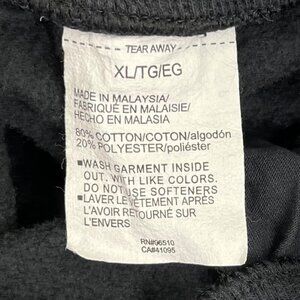 TEAR AWAY
XL/TG/EG
MADE IN MALAYSIA/
FABRIQUÉ EN MALAISIE/
HECHO EN MALASIA
80% COTTON/COTON/algodón
20% POLYESTER/poliéster
■WASH GARMENT INSIDE
OUT. WITH LIKE COLORS.
DO NOT USE SOFTENERS
■LAVER LE VÊTEMENT APRÈS
L'AVOIR RETOURNÉ SUR
L'ENVERS
RN#96510
CA#41095